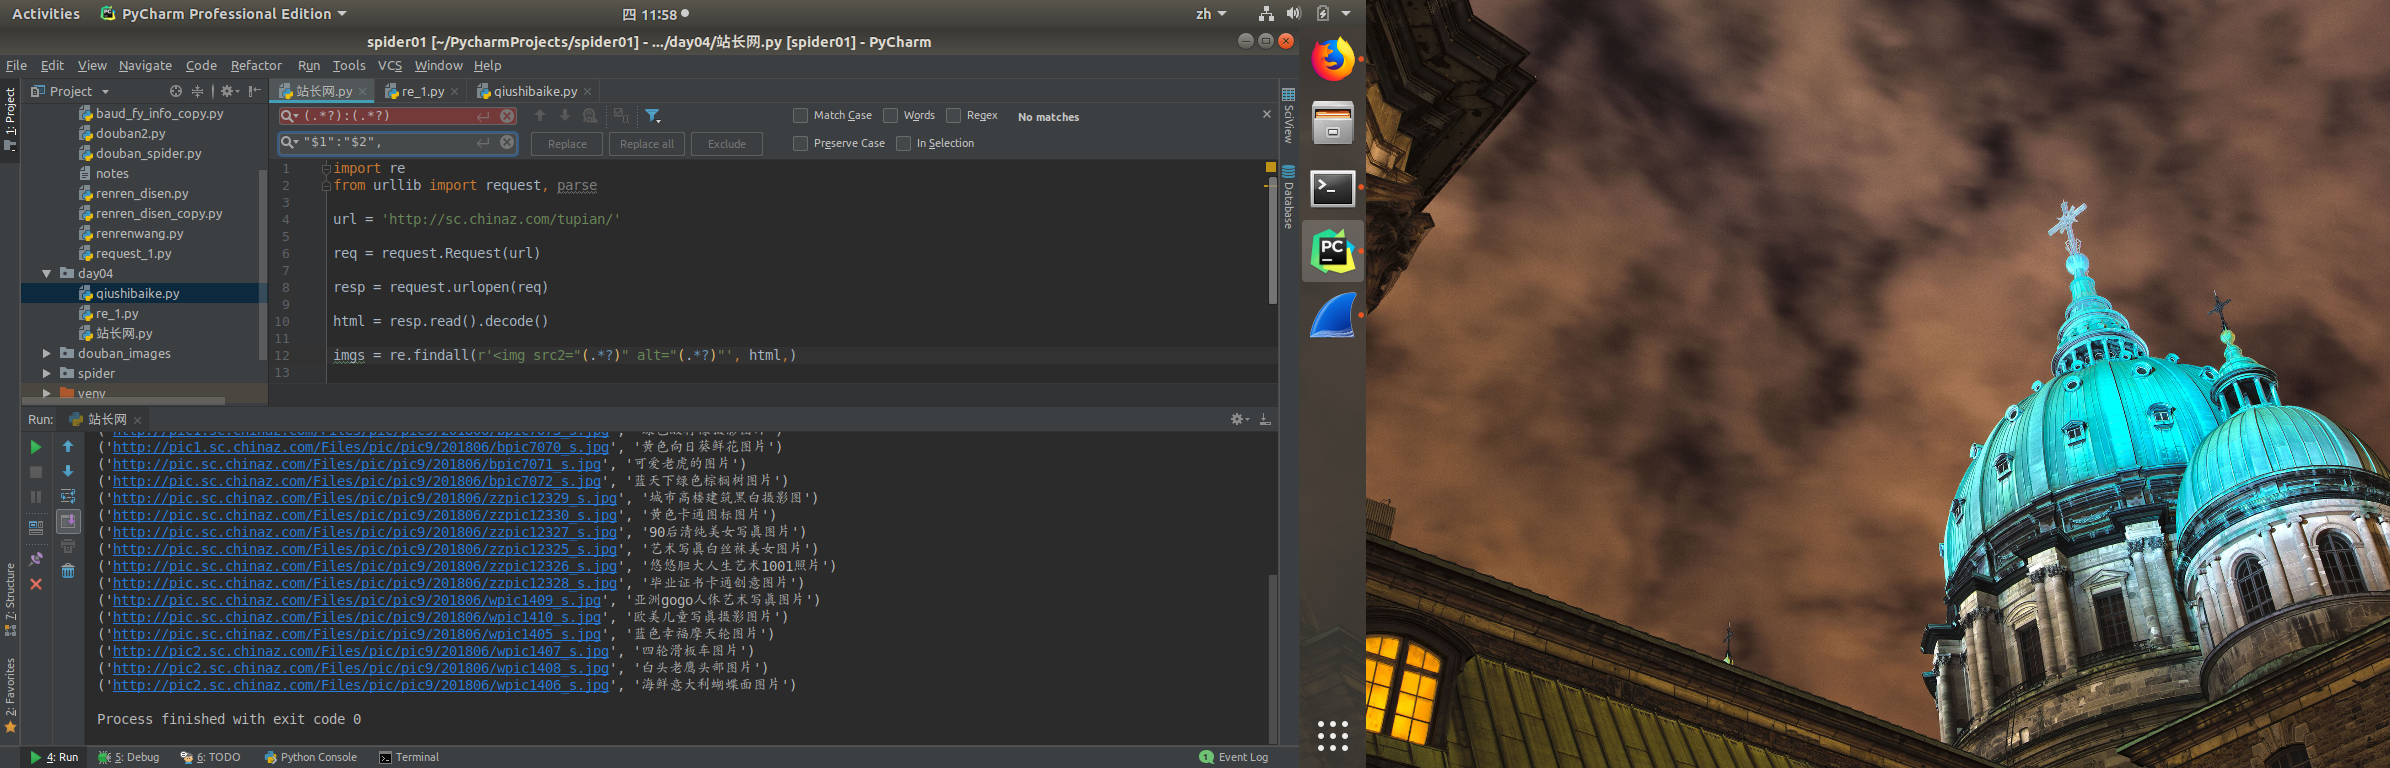 Activities PyCharm Professional Edition 四 11:58 zh
spider01 [~/PycharmProjects/spider01] - .../day04/站长网.py [spider01] - PyCharm
File Edit View Navigate Code Refactor Run Tools VCS Window Help
Project 站长网.py re_1.py qiushibaike.py
1: Project
baud_fy_info_copy.py
douban2.py
douban_spider.py
notes
renren_disen.py
renren_disen_copy.py
renrenwang.py
request_1.py
day04
qiushibaike.py
re_1.py
站长网.py
douban_images
spider
venv
(.*?):(.*?) Match Case Words Regex No matches
"$1":"$2", Replace Replace all Exclude Preserve Case In Selection
1 import re
2 from urllib import request, parse
3
4 url = 'http://sc.chinaz.com/tupian/'
5
6 req = request.Request(url)
7
8 resp = request.urlopen(req)
9
10 html = resp.read().decode()
11
12 imgs = re.findall(r'<img src2="(.*?)" alt="(.*?)"', html,)
13
SciView
Database
Run: 站长网
('http://pic1.sc.chinaz.com/Files/pic/pic9/201806/bpic7070_s.jpg', '黄色向日葵鲜花图片')
('http://pic.sc.chinaz.com/Files/pic/pic9/201806/bpic7071_s.jpg', '可爱老虎的图片')
('http://pic.sc.chinaz.com/Files/pic/pic9/201806/bpic7072_s.jpg', '蓝天下绿色棕榈树图片')
('http://pic.sc.chinaz.com/Files/pic/pic9/201806/zzpic12329_s.jpg', '城市高楼建筑黑白摄影图')
('http://pic.sc.chinaz.com/Files/pic/pic9/201806/zzpic12330_s.jpg', '黄色卡通图标图片')
('http://pic.sc.chinaz.com/Files/pic/pic9/201806/zzpic12327_s.jpg', '90后清纯美女写真图片')
('http://pic.sc.chinaz.com/Files/pic/pic9/201806/zzpic12325_s.jpg', '艺术写真白丝袜美女图片')
('http://pic.sc.chinaz.com/Files/pic/pic9/201806/zzpic12326_s.jpg', '悠悠胆大人生艺术1001照片')
('http://pic.sc.chinaz.com/Files/pic/pic9/201806/zzpic12328_s.jpg', '毕业证书卡通创意图片')
('http://pic.sc.chinaz.com/Files/pic/pic9/201806/wpic1409_s.jpg', '亚洲gogo人体艺术写真图片')
('http://pic.sc.chinaz.com/Files/pic/pic9/201806/wpic1410_s.jpg', '欧美儿童写真摄影图片')
('http://pic.sc.chinaz.com/Files/pic/pic9/201806/wpic1405_s.jpg', '蓝色幸福摩天轮图片')
('http://pic2.sc.chinaz.com/Files/pic/pic9/201806/wpic1407_s.jpg', '四轮滑板车图片')
('http://pic2.sc.chinaz.com/Files/pic/pic9/201806/wpic1408_s.jpg', '白头老鹰头部图片')
('http://pic2.sc.chinaz.com/Files/pic/pic9/201806/wpic1406_s.jpg', '海鲜意大利蝴蝶面图片')
Process finished with exit code 0
7: Structure
2: Favorites
4: Run 5: Debug 6: TODO Python Console Terminal 1 Event Log
PC